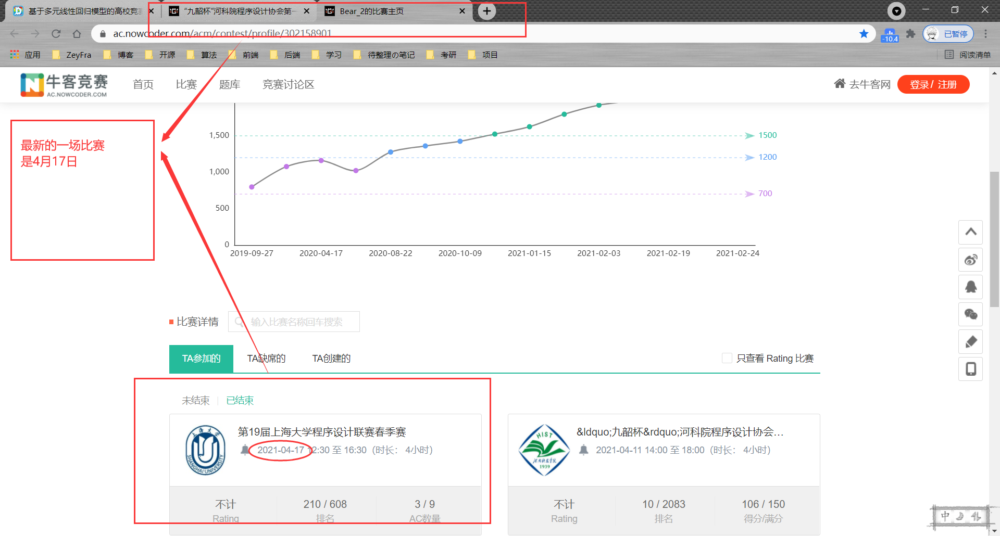 基于多元线性回归模型的高校竞赛
“九韶杯”河科院程序设计协会第一
Bear_2的比赛主页
ac.nowcoder.com/acm/contest/profile/302158901
-10.4
已暂停
应用
ZeyFra
博客
开源
算法
前端
后端
学习
待整理の笔记
考研
项目
阅读清单
牛客竞赛
AC.NOWCODER.COM
首页
比赛
题库
竞赛讨论区
去牛客网
登录/ 注册
最新的一场比赛
是4月17日
1,500
1,000
500
0
1500
1200
700
2019-09-27
2020-04-17
2020-08-22
2020-10-09
2021-01-15
2021-02-03
2021-02-19
2021-02-24
比赛详情
输入比赛名称回车搜索
TA参加的
TA缺席的
TA创建的
只查看 Rating 比赛
未结束
已结束
上海大学
SHANGHAI UNIVERSITY
第19届上海大学程序设计联赛春季赛
2021-04-17 12:30 至 16:30（时长： 4小时）
不计
210 / 608
3 / 9
Rating
排名
AC数量
HIST
1939
&ldquo;九韶杯&rdquo;河科院程序设计协会…
2021-04-11 14:00 至 18:00（时长： 4小时）
不计
10 / 2083
106 / 150
Rating
排名
得分/满分
中